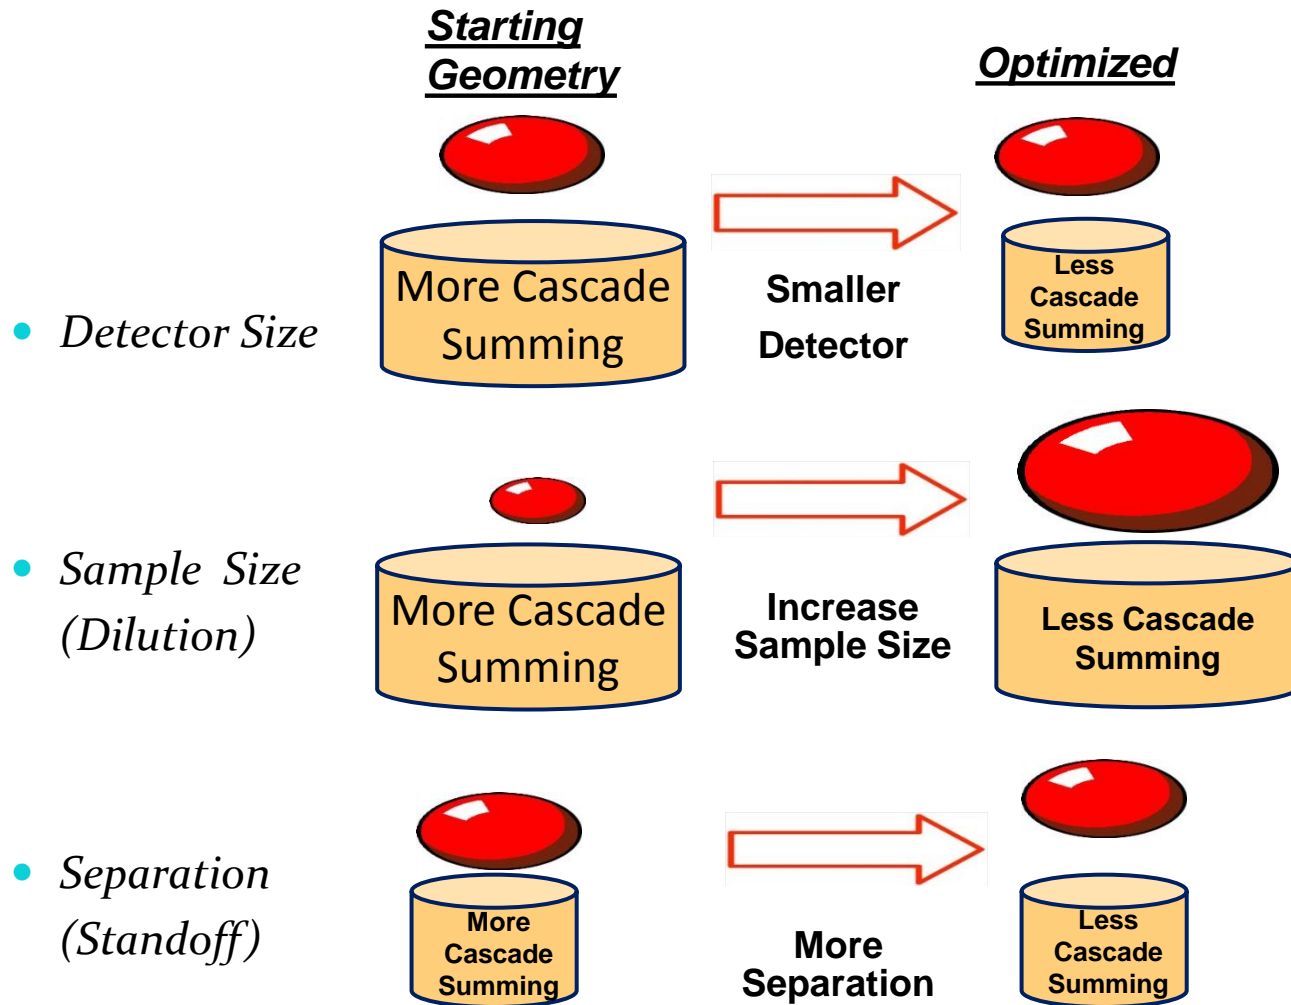 Starting
Geometry
Optimized
More Cascade
Summing
Smaller
Detector
Less
Cascade
Summing
• Detector Size
More Cascade
Summing
Increase
Sample Size
Less Cascade
Summing
• Sample Size
(Dilution)
More
Cascade
Summing
More
Separation
Less
Cascade
Summing
• Separation
(Standoff)